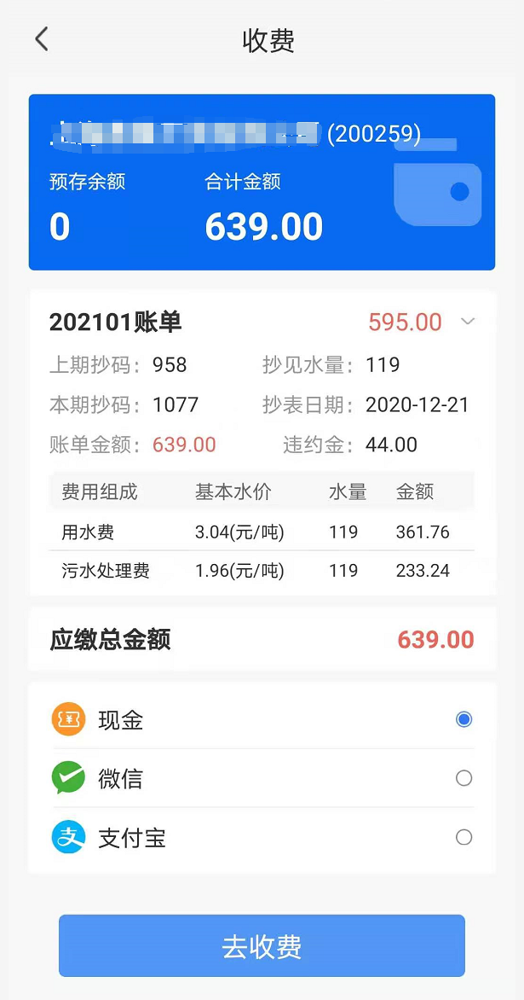 收费
(200259)
预存余额 合计金额
0 639.00
202101账单 595.00
上期抄码：958 抄见水量：119
本期抄码：1077 抄表日期：2020-12-21
账单金额：639.00 违约金：44.00
费用组成 基本水价 水量 金额
用水费 3.04(元/吨) 119 361.76
污水处理费 1.96(元/吨) 119 233.24
应缴总金额 639.00
现金
微信
支 支付宝
去收费